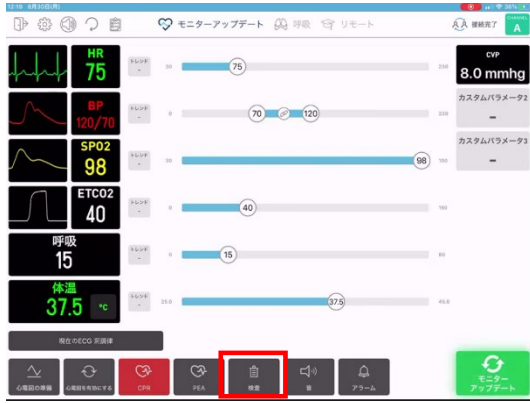 12:19 8月30日(月)
36%
モニターアップデート
呼吸
リモート
接続完了
CHANNEL
A
HR
75
トレンド
-
30
75
200
CVP
8.0 mmhg
BP
120/70
トレンド
-
0
70
120
カスタムパラメータ2
-
SPO2
98
トレンド
-
98
100
カスタムパラメータ3
-
ETCO2
40
トレンド
-
0
40
呼吸
15
トレンド
-
15
体温
37.5 °C
トレンド
-
25.0
37.5
45.0
現在のECG 洞調律
心電図の準備
心電図を有効にする
CPR
PEA
検査
音
アラーム
モニター
アップデート